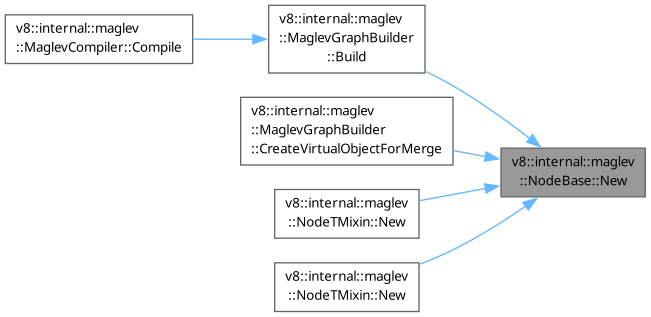 v8::internal::maglev
::MaglevCompiler::Compile
v8::internal::maglev
::MaglevGraphBuilder
::Build
v8::internal::maglev
::MaglevGraphBuilder
::CreateVirtualObjectForMerge
v8::internal::maglev
::NodeBase::New
v8::internal::maglev
::NodeTMixin::New
v8::internal::maglev
::NodeTMixin::New